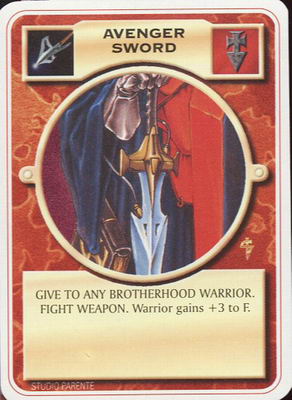 AVENGER
SWORD
GIVE TO ANY BROTHERHOOD WARRIOR.
FIGHT WEAPON. Warrior gains +3 to F.
STUDIO PARENTE